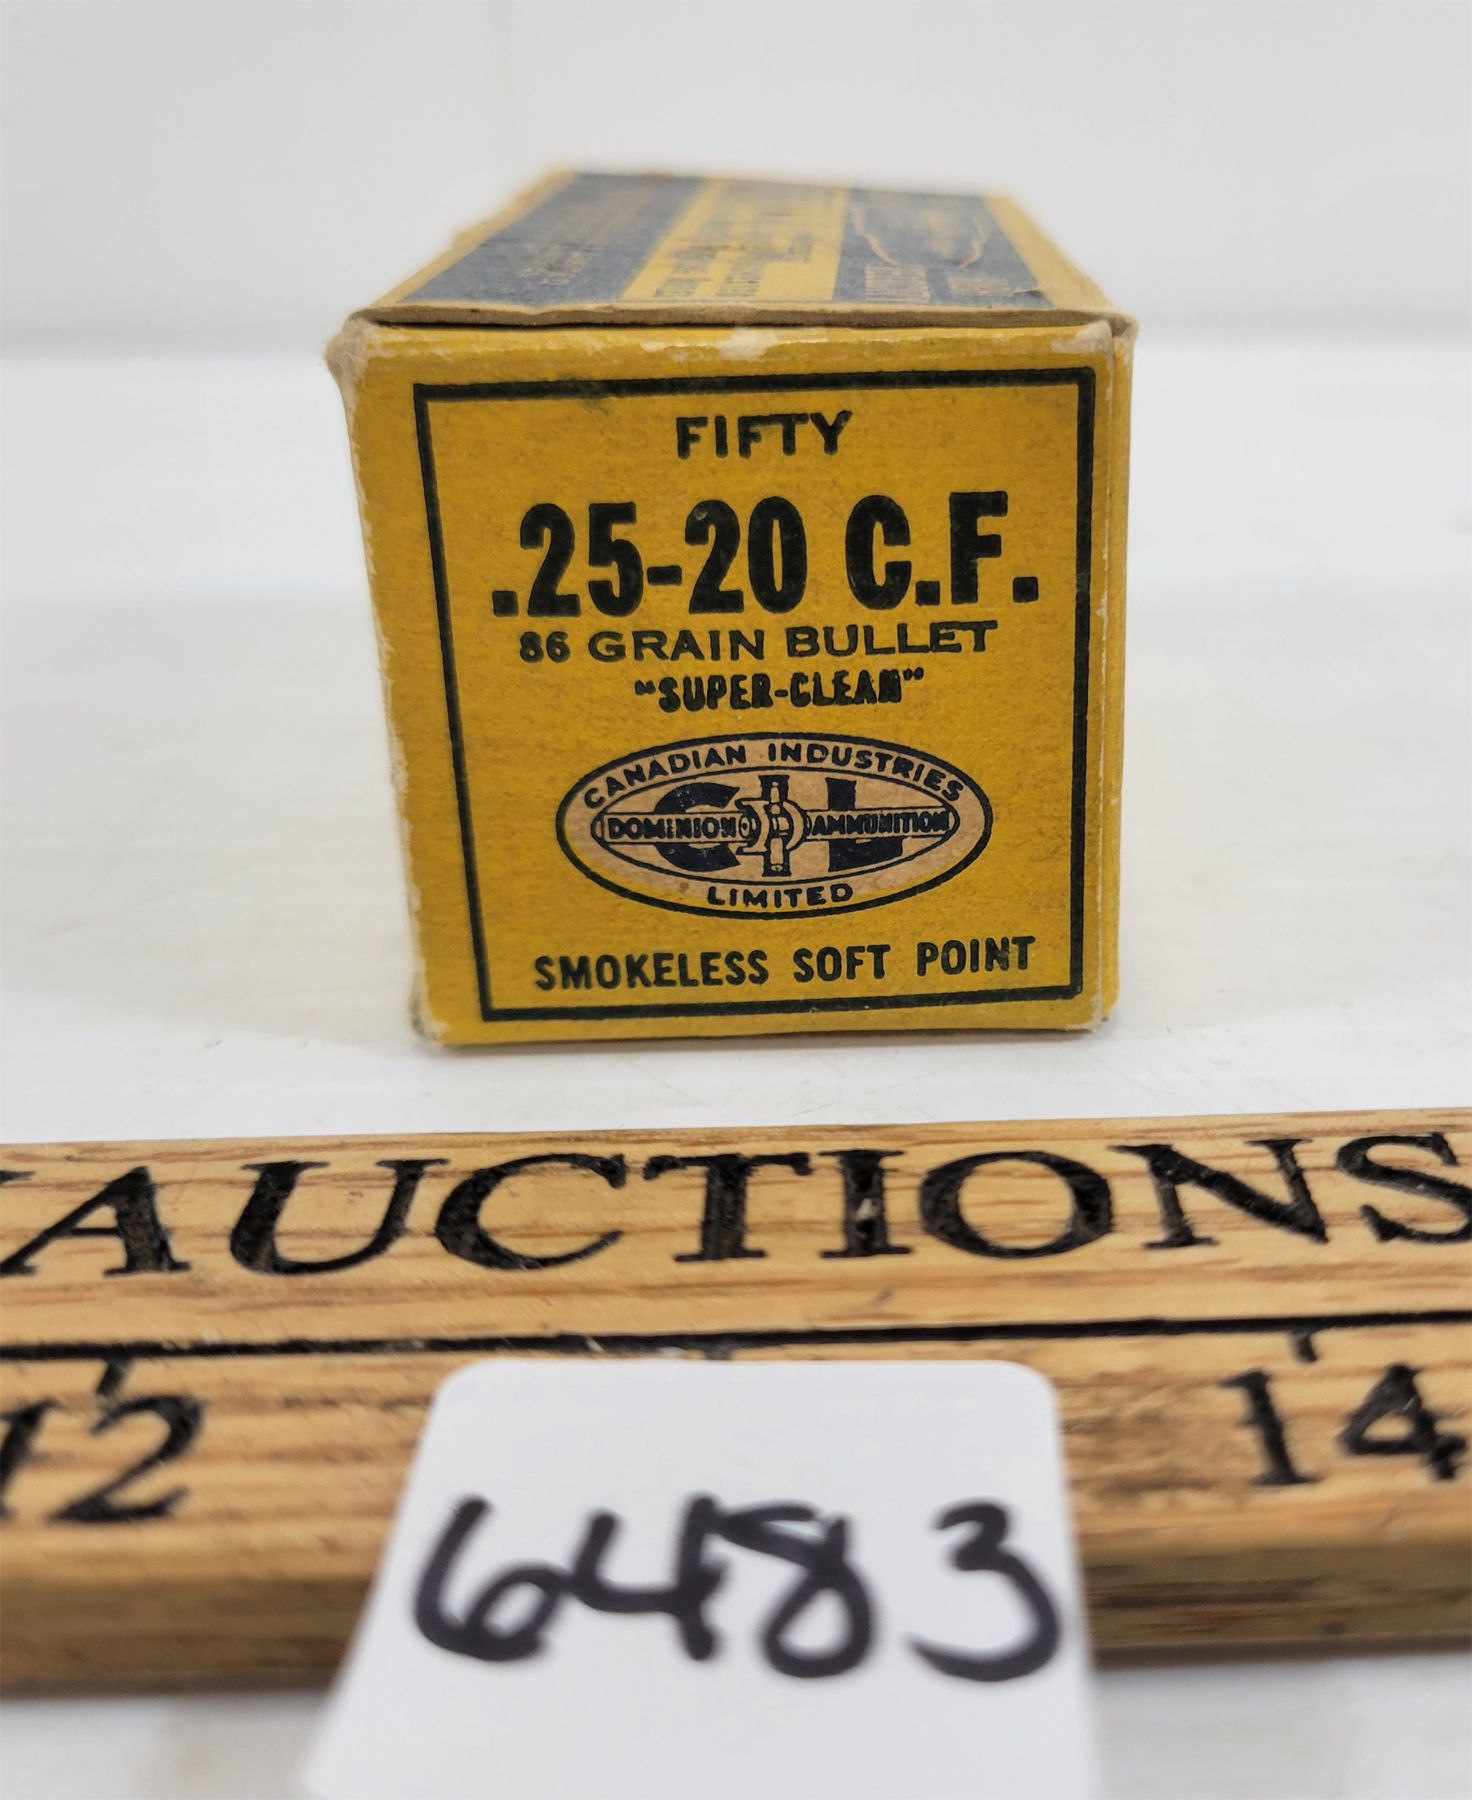 FIFTY
.25-20 C.F.
86 GRAIN BULLET
"SUPER-CLEAN"
CANADIAN INDUSTRIES
C-I-L
DOMINION AMMUNITION
LIMITED
SMOKELESS SOFT POINT
AUCTIONS
12 14
6483